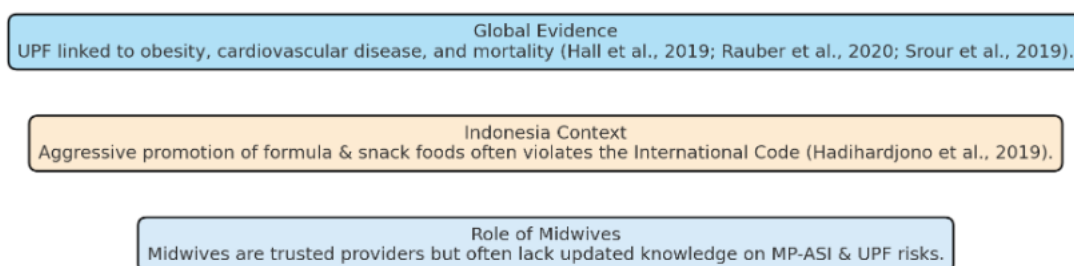 Global Evidence
UPF linked to obesity, cardiovascular disease, and mortality (Hall et al., 2019; Rauber et al., 2020; Srour et al., 2019).
Indonesia Context
Aggressive promotion of formula & snack foods often violates the International Code (Hadihardjono et al., 2019).
Role of Midwives
Midwives are trusted providers but often lack updated knowledge on MP-ASI & UPF risks.